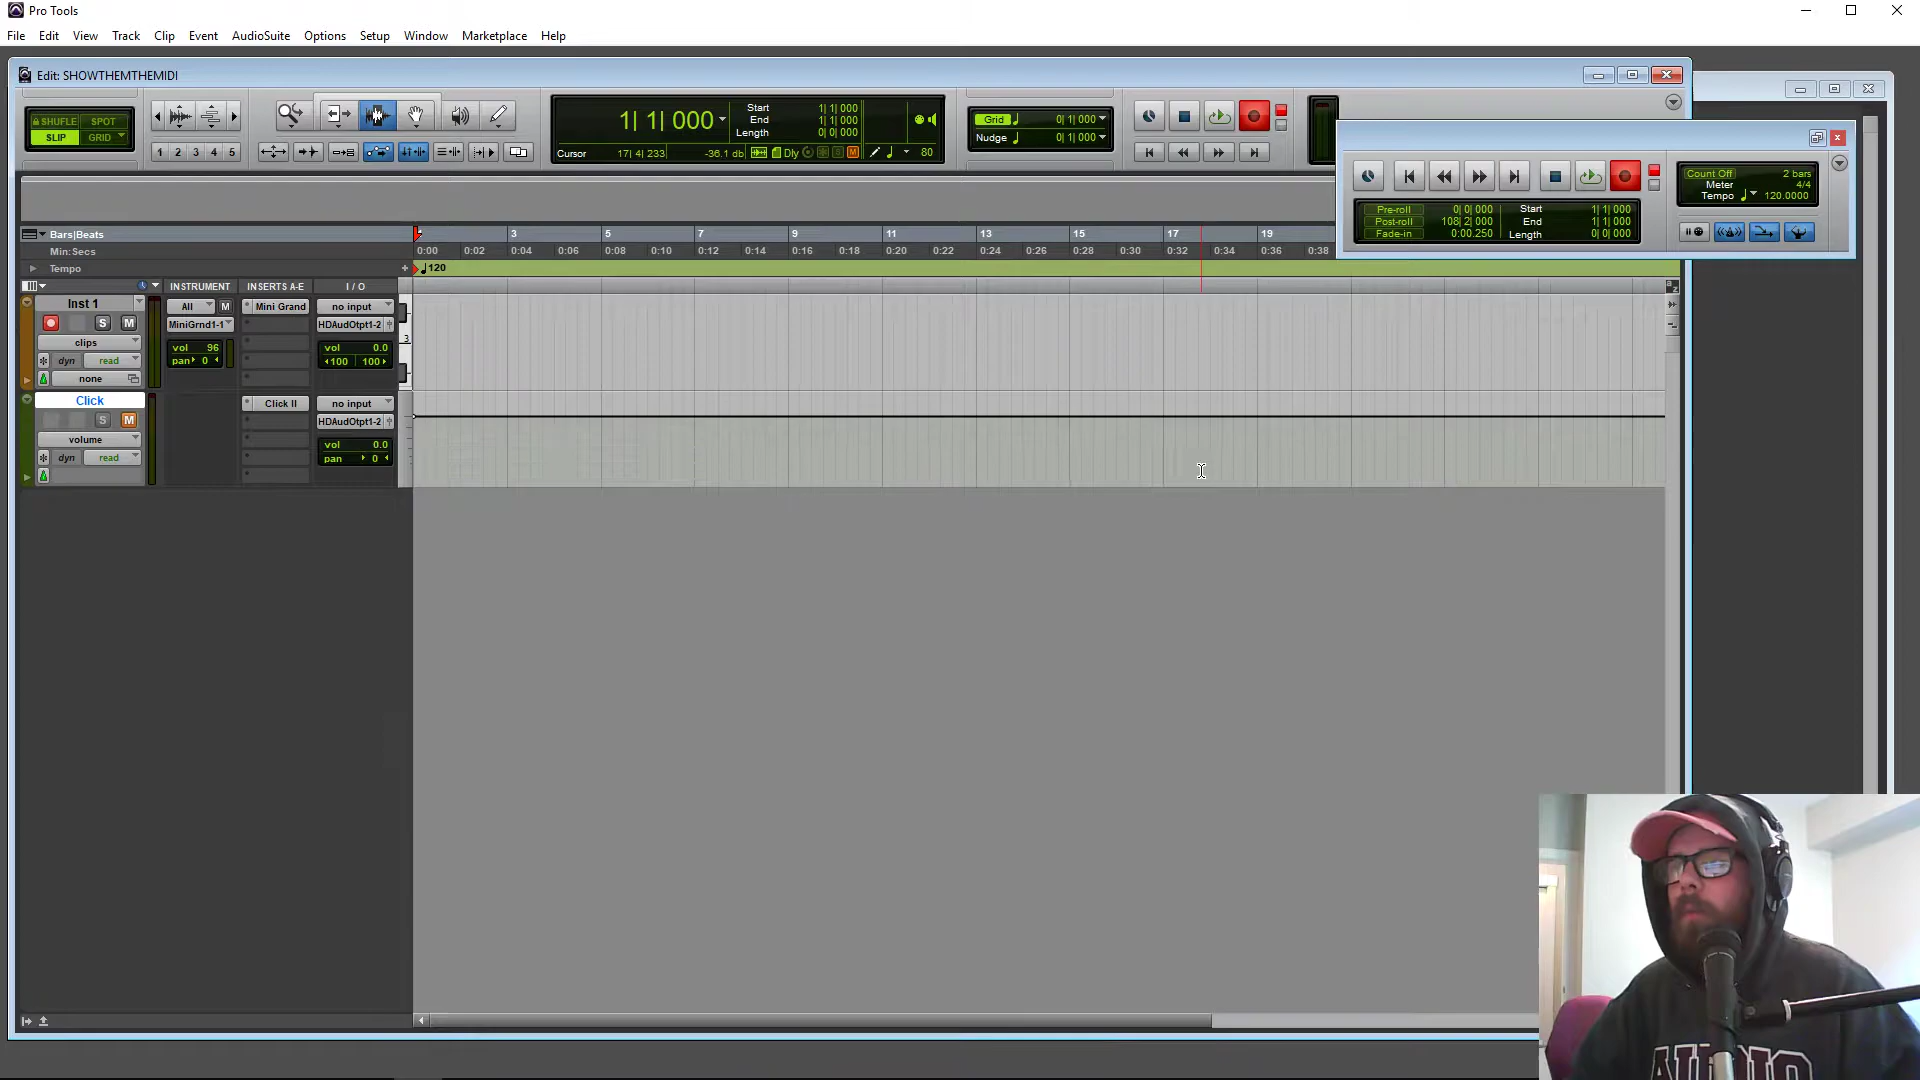 Pro Tools
File Edit View Track Clip Event AudioSuite Options Setup Window Marketplace Help
Edit: SHOWTHEMTHEMIDI
SHUFFLE SPOT
SLIP GRID
1 2 3 4 5
1| 1| 000
Start 1| 1| 000
End 1| 1| 000
Length 0| 0| 000
Cursor 17| 4| 233 -36.1 db Dly S M 80
Grid 0| 1| 000
Nudge 0| 1| 000
Count Off 2 bars
Meter 4/4
Tempo 120.0000
Pre-roll 0| 0| 000 Start 1| 1| 000
Post-roll 108| 2| 000 End 1| 1| 000
Fade-in 0:00.250 Length 0| 0| 000
Bars|Beats 3 5 7 9 11 13 15 17 19
Min:Secs 0:00 0:02 0:04 0:06 0:08 0:10 0:12 0:14 0:16 0:18 0:20 0:22 0:24 0:26 0:28 0:30 0:32 0:34 0:36 0:38
Tempo + 120
INSTRUMENT INSERTS A-E I / O
a z
Inst 1 All M Mini Grand no input
S M MiniGrnd1-1 HDAudOtpt1-2
clips vol 96 vol 0.0
dyn read pan 0 100 100
none
3
Click Click II no input
S M HDAudOtpt1-2
volume vol 0.0
dyn read pan 0
AUDIO